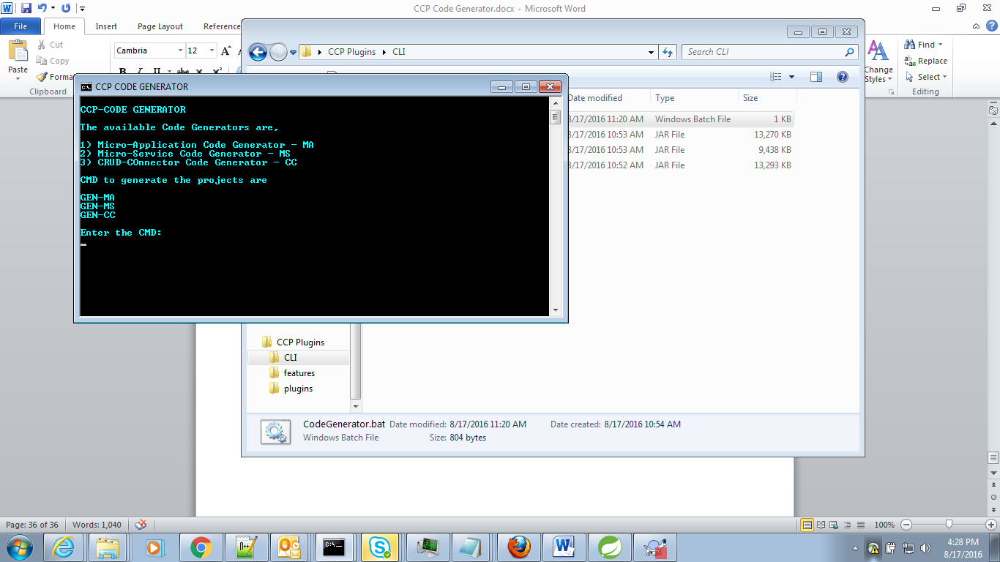 CCP Code Generator.docx - Microsoft Word
File Home Insert Page Layout Reference
Paste
Cut
Copy
Forma
Clipboard
Cambria 12
Find
Replace
Select
Editing
Change
Styles
CCP Plugins CLI
Search CLI
Date modified Type Size
8/17/2016 11:20 AM Windows Batch File 1 KB
8/17/2016 10:53 AM JAR File 13,270 KB
8/17/2016 10:53 AM JAR File 9,438 KB
8/17/2016 10:52 AM JAR File 13,293 KB
CCP CODE GENERATOR
CCP-CODE GENERATOR
The available Code Generators are,
1) Micro-Application Code Generator - MA
2) Micro-Service Code Generator - MS
3) CRUD-COnnector Code Generator - CC
CMD to generate the projects are
GEN-MA
GEN-MS
GEN-CC
Enter the CMD:
CCP Plugins
CLI
features
plugins
CodeGenerator.bat Date modified: 8/17/2016 11:20 AM Date created: 8/17/2016 10:54 AM
Windows Batch File Size: 804 bytes
Page: 36 of 36 Words: 1,040 100%
4:28 PM
8/17/2016